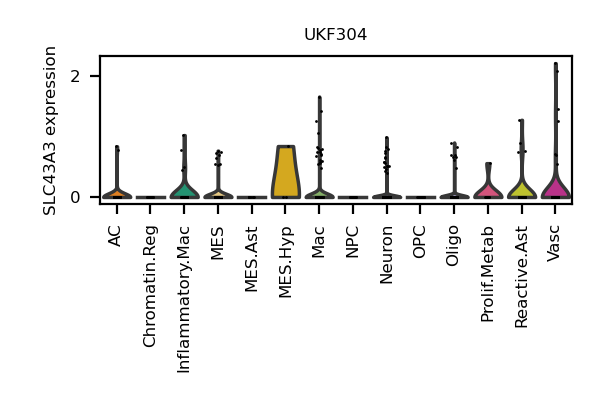 UKF304
SLC43A3 expression
2
0
AC
Chromatin.Reg
Inflammatory.Mac
MES
MES.Ast
MES.Hyp
Mac
NPC
Neuron
OPC
Oligo
Prolif.Metab
Reactive.Ast
Vasc